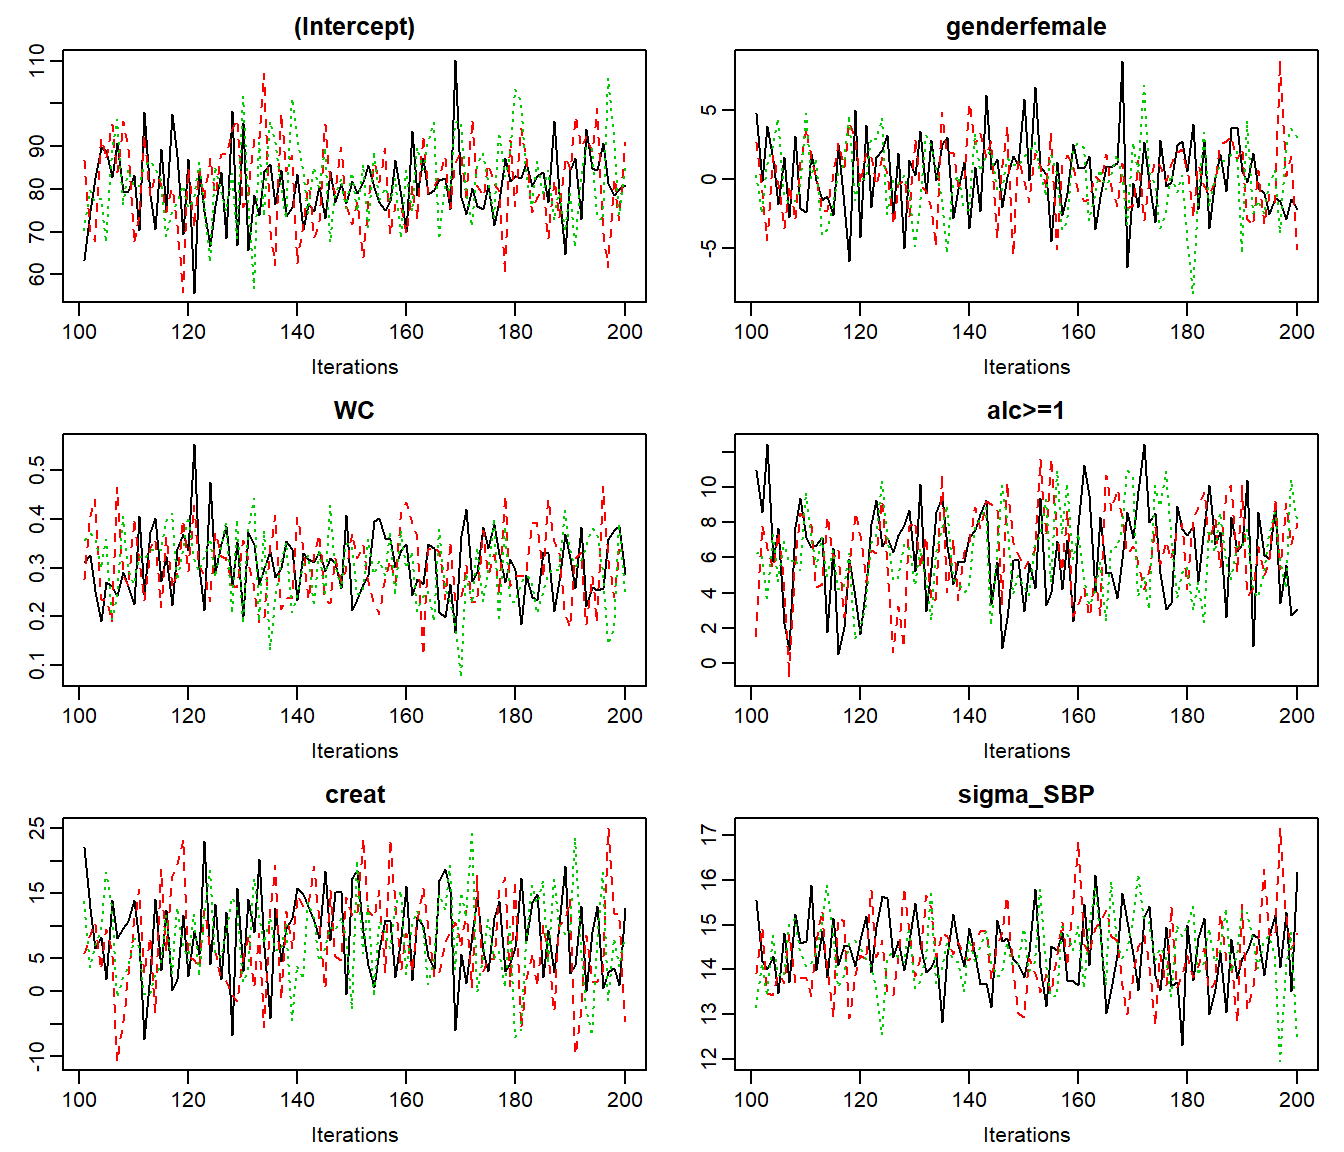 (Intercept)
110
90
80
70
60
100 120 140 160 180 200
Iterations
genderfemale
5
0
-5
100 120 140 160 180 200
Iterations
WC
0.5
0.4
0.3
0.2
0.1
100 120 140 160 180 200
Iterations
alc>=1
10
8
6
4
2
0
100 120 140 160 180 200
Iterations
creat
25
15
5
0
-10
100 120 140 160 180 200
Iterations
sigma_SBP
17
16
15
14
13
12
100 120 140 160 180 200
Iterations